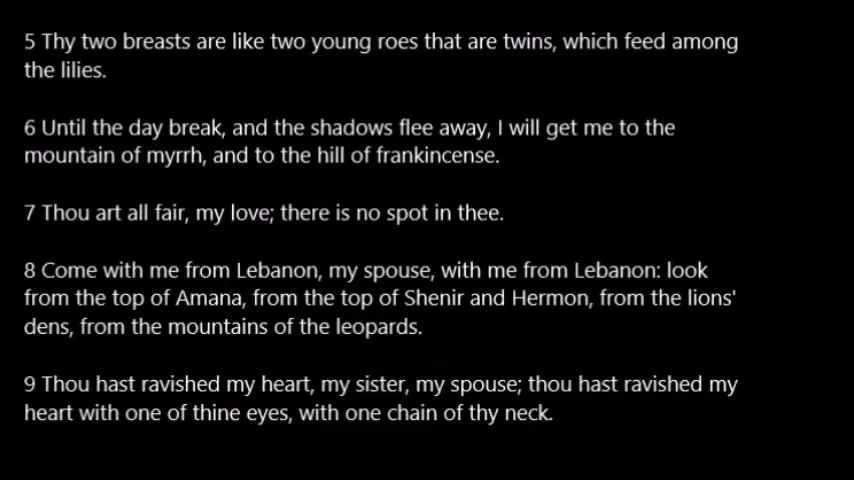 5 Thy two breasts are like two young roes that are twins, which feed among
the lilies.
6 Until the day break, and the shadows flee away, I will get me to the
mountain of myrrh, and to the hill of frankincense.
7 Thou art all fair, my love; there is no spot in thee.
8 Come with me from Lebanon, my spouse, with me from Lebanon: look
from the top of Amana, from the top of Shenir and Hermon, from the lions'
dens, from the mountains of the leopards.
9 Thou hast ravished my heart, my sister, my spouse; thou hast ravished my
heart with one of thine eyes, with one chain of thy neck.